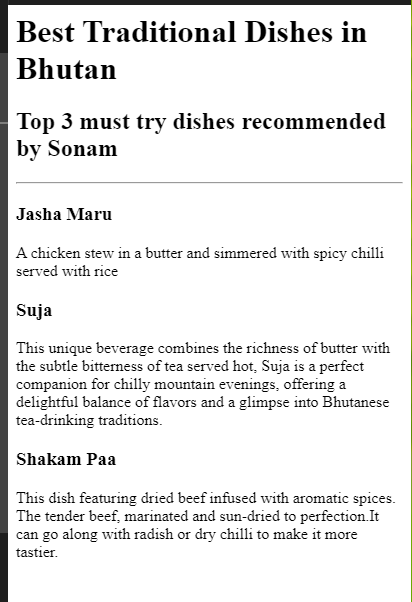 Best Traditional Dishes in
Bhutan
Top 3 must try dishes recommended
by Sonam
Jasha Maru
A chicken stew in a butter and simmered with spicy chilli
served with rice
Suja
This unique beverage combines the richness of butter with
the subtle bitterness of tea served hot, Suja is a perfect
companion for chilly mountain evenings, offering a
delightful balance of flavors and a glimpse into Bhutanese
tea-drinking traditions.
Shakam Paa
This dish featuring dried beef infused with aromatic spices.
The tender beef, marinated and sun-dried to perfection.It
can go along with radish or dry chilli to make it more
tastier.